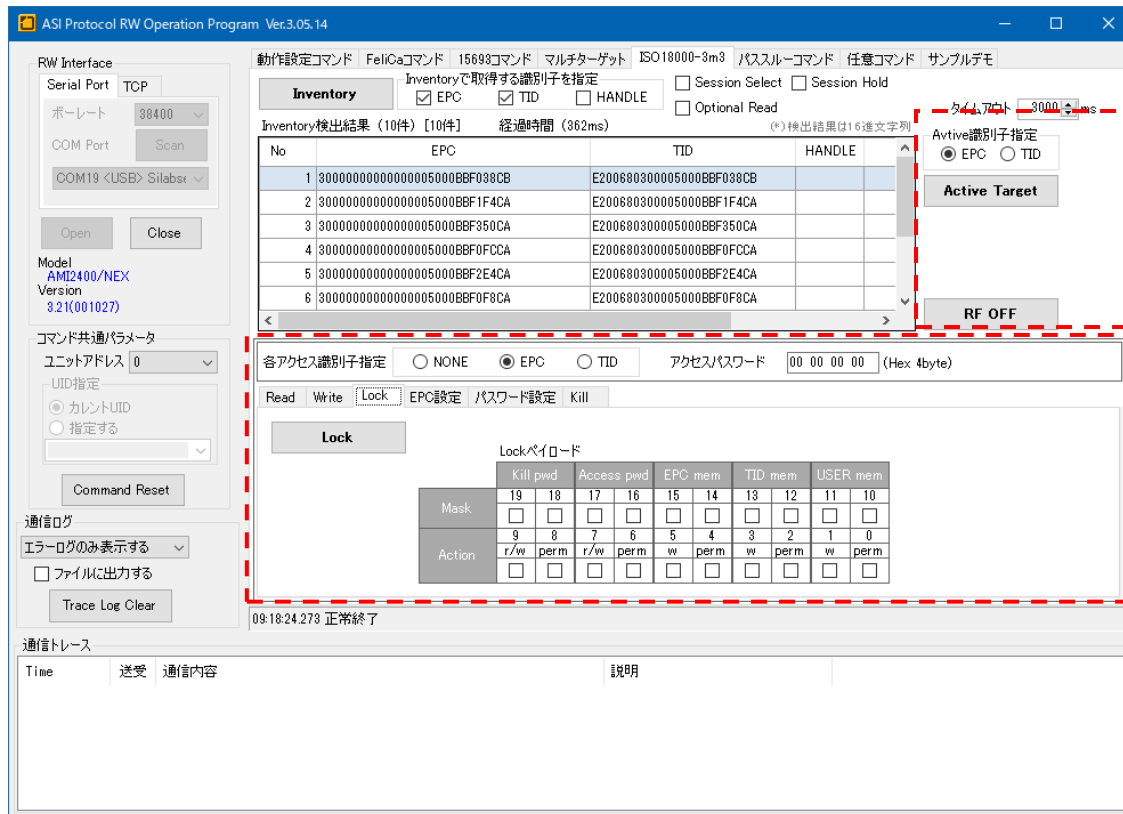 ASI Protocol RW Operation Program Ver.3.05.14
RW Interface
Serial Port TCP
ボーレート 38400
COM Port Scan
COM19 <USB> Silabse
Open Close
Model
AMI2400/NEX
Version
3.21(001027)
コマンド共通パラメータ
ユニットアドレス 0
UID指定
カレントUID
指定する
Command Reset
通信ログ
エラーログのみ表示する
ファイルに出力する
Trace Log Clear
動作設定コマンド FeliCaコマンド 15693コマンド マルチターゲット ISO18000-3m3 パススルーコマンド 任意コマンド サンプルデモ
Inventory
Inventoryで取得する識別子を指定
EPC TID HANDLE
Session Select Session Hold
Optional Read
タイムアウト 3000 ms
Inventory検出結果 (10件) [10件] 経過時間 (362ms) (*)検出結果は16進文字列
No EPC TID HANDLE
1 30000000000000005000BBF038CB E200680300005000BBF038CB
2 30000000000000005000BBF1F4CA E200680300005000BBF1F4CA
3 30000000000000005000BBF350CA E200680300005000BBF350CA
4 30000000000000005000BBF0FCCA E200680300005000BBF0FCCA
5 30000000000000005000BBF2E4CA E200680300005000BBF2E4CA
6 30000000000000005000BBF0F8CA E200680300005000BBF0F8CA
Avtive識別子指定
EPC TID
Active Target
RF OFF
各アクセス識別子指定 NONE EPC TID アクセスパスワード 00 00 00 00 (Hex 4byte)
Read Write Lock EPC設定 パスワード設定 Kill
Lock
Lockペイロード
Kill pwd Access pwd EPC mem TID mem USER mem
Mask
19 18 17 16 15 14 13 12 11 10
Action
9 8 7 6 5 4 3 2 1 0
r/w perm r/w perm w perm w perm w perm
09:18:24.273 正常終了
通信トレース
Time 送受 通信内容 説明